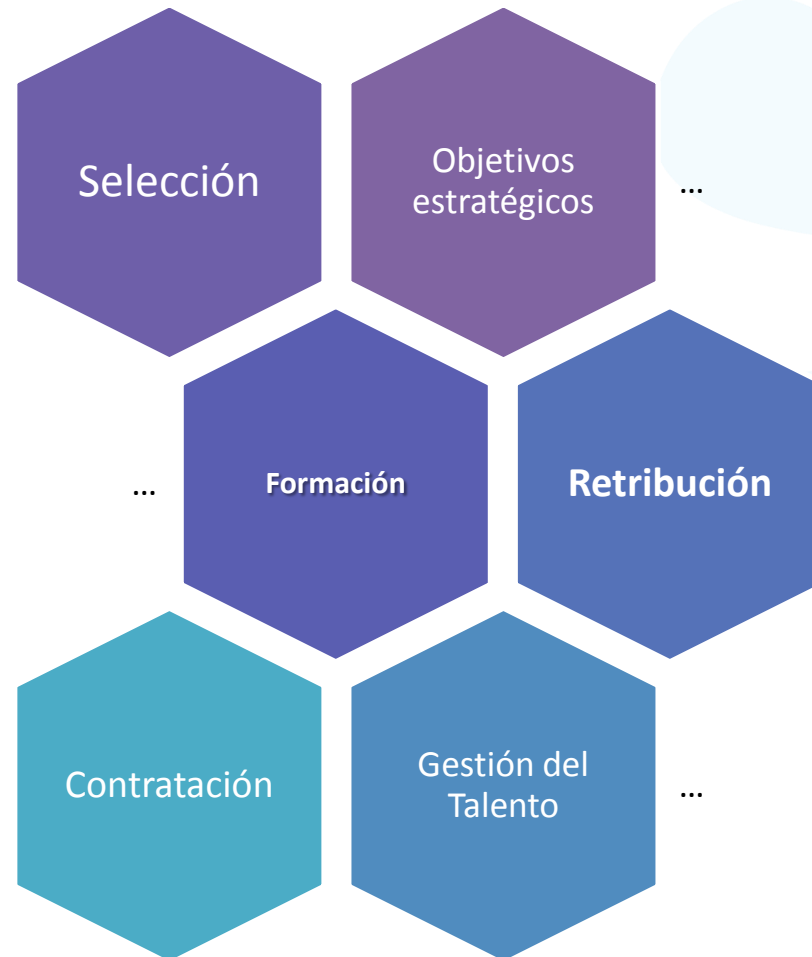 Selección
Objetivos
estratégicos
...
...
Formación
Retribución
Contratación
Gestión del
Talento
...